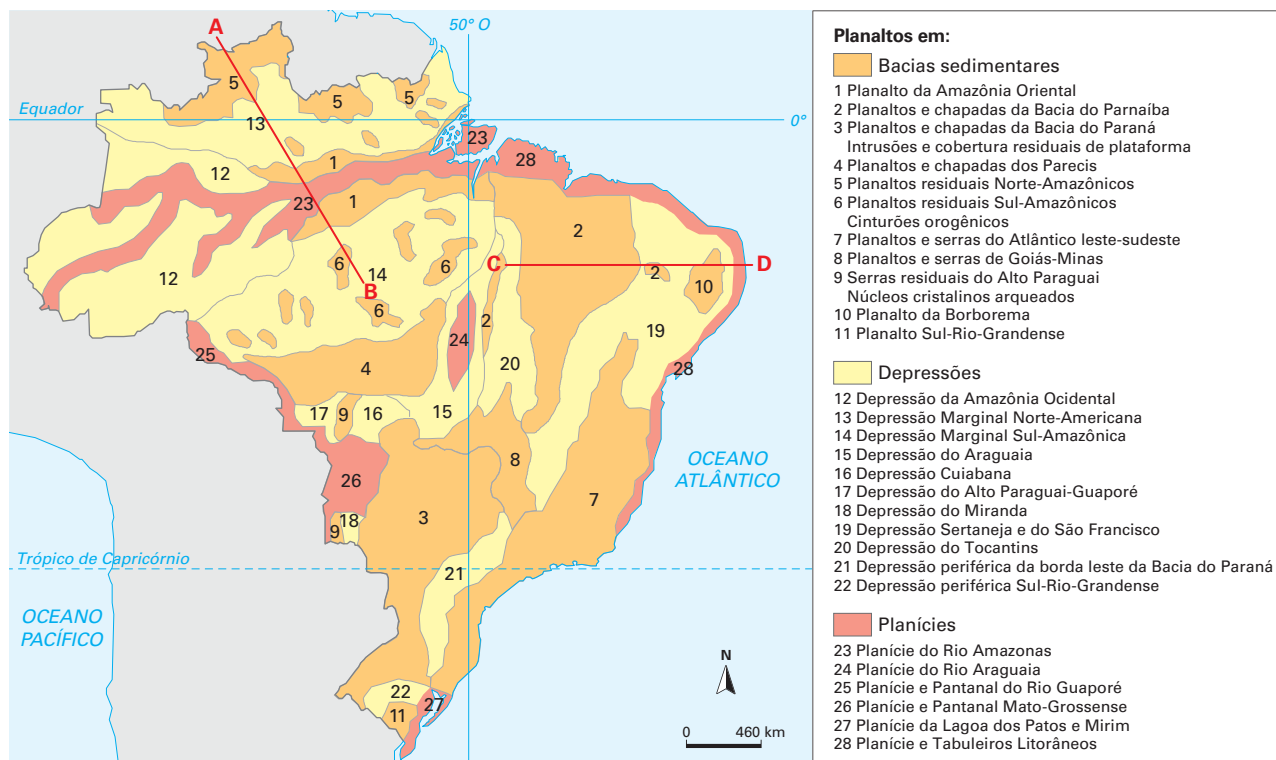 A
50° O
5
5
5
Equador
0°
13
23
1
28
12
23
1
2
C
D
6
14
6
2
10
12
B
6
2
19
24
25
28
4
20
17
9
16
15
OCEANO
ATLÂNTICO
8
26
7
3
9
18
Trópico de Capricórnio
21
OCEANO
PACÍFICO
N
22
27
11
0
460 km
Planaltos em:
Bacias sedimentares
1 Planalto da Amazônia Oriental
2 Planaltos e chapadas da Bacia do Parnaíba
3 Planaltos e chapadas da Bacia do Paraná
Intrusões e cobertura residuais de plataforma
4 Planaltos e chapadas dos Parecis
5 Planaltos residuais Norte-Amazônicos
6 Planaltos residuais Sul-Amazônicos
Cinturões orogênicos
7 Planaltos e serras do Atlântico leste-sudeste
8 Planaltos e serras de Goiás-Minas
9 Serras residuais do Alto Paraguai
Núcleos cristalinos arqueados
10 Planalto da Borborema
11 Planalto Sul-Rio-Grandense
Depressões
12 Depressão da Amazônia Ocidental
13 Depressão Marginal Norte-Americana
14 Depressão Marginal Sul-Amazônica
15 Depressão do Araguaia
16 Depressão Cuiabana
17 Depressão do Alto Paraguai-Guaporé
18 Depressão do Miranda
19 Depressão Sertaneja e do São Francisco
20 Depressão do Tocantins
21 Depressão periférica da borda leste da Bacia do Paraná
22 Depressão periférica Sul-Rio-Grandense
Planícies
23 Planície do Rio Amazonas
24 Planície do Rio Araguaia
25 Planície e Pantanal do Rio Guaporé
26 Planície e Pantanal Mato-Grossense
27 Planície da Lagoa dos Patos e Mirim
28 Planície e Tabuleiros Litorâneos